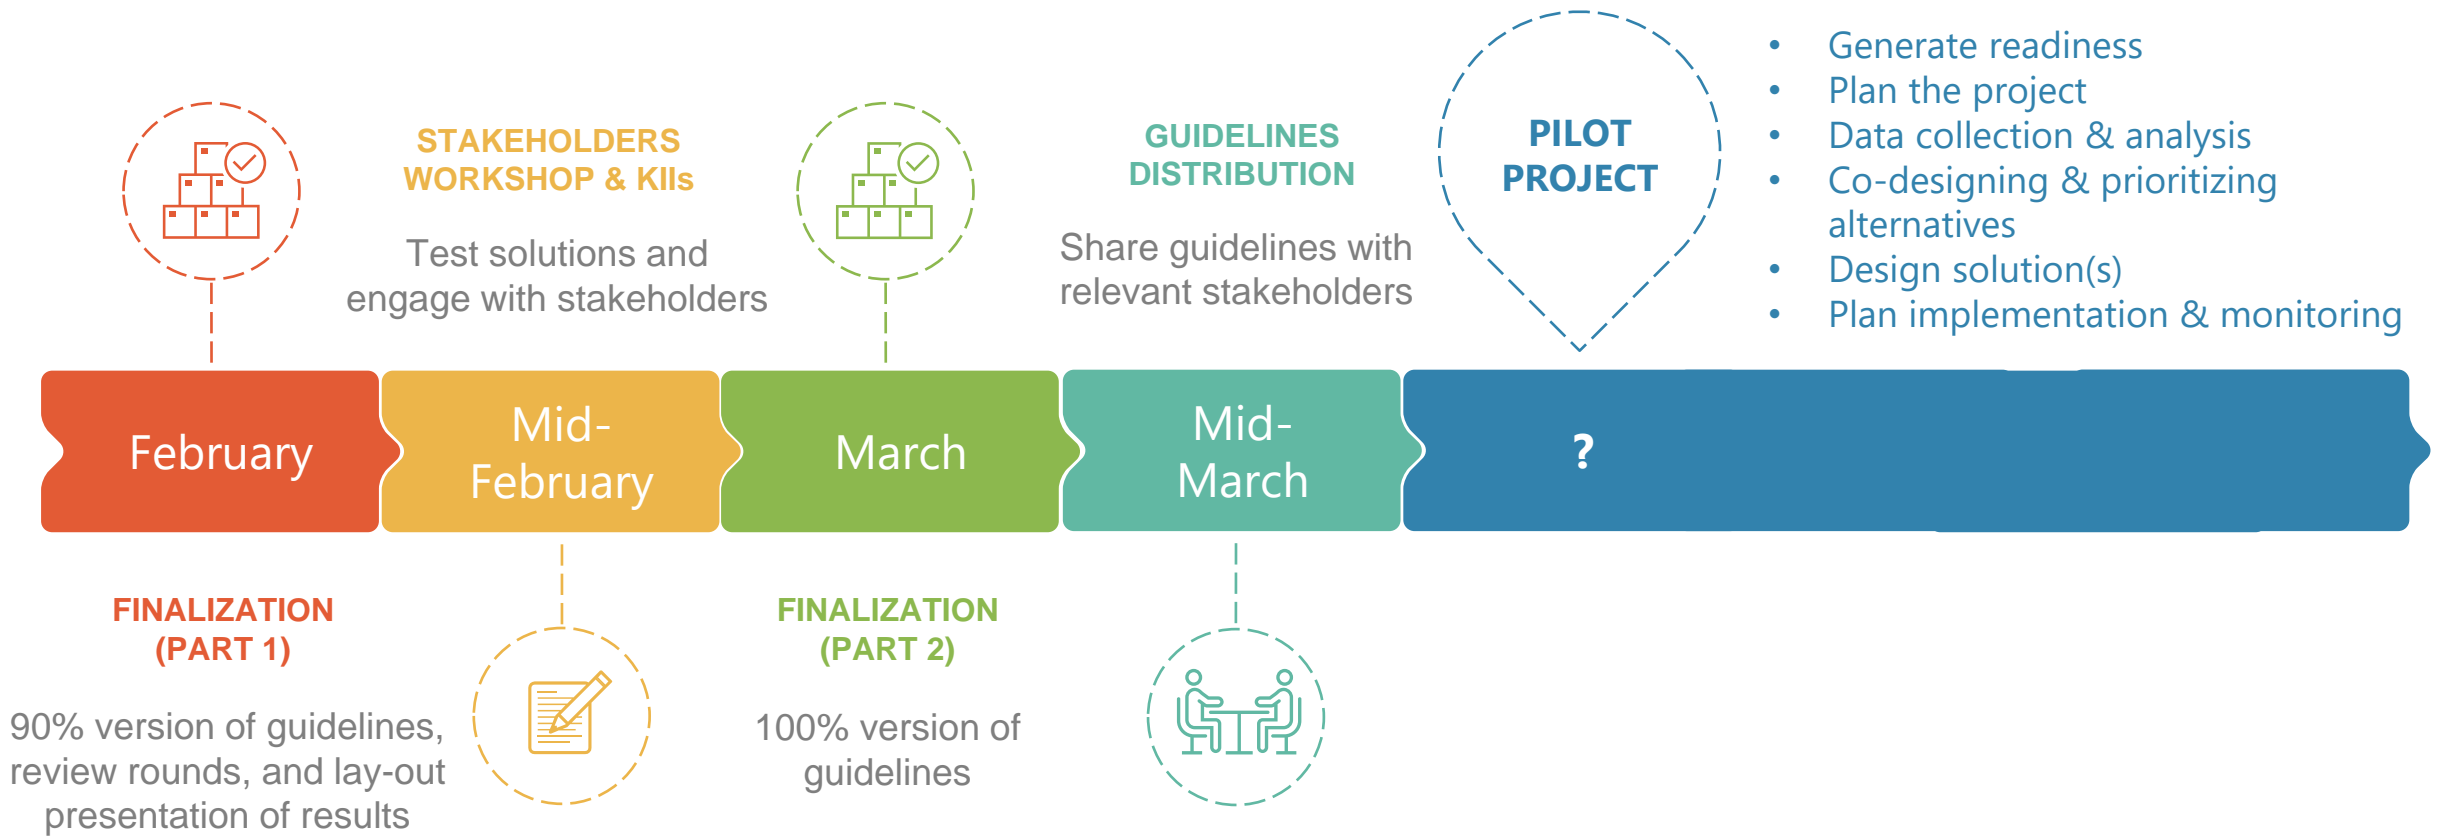 STAKEHOLDERS
WORKSHOP & KIIs
Test solutions and
engage with stakeholders
GUIDELINES
DISTRIBUTION
Share guidelines with
relevant stakeholders
PILOT
PROJECT
• Generate readiness
• Plan the project
• Data collection & analysis
• Co-designing & prioritizing
alternatives
• Design solution(s)
• Plan implementation & monitoring
February
Mid-
February
March
Mid-
March
?
FINALIZATION
(PART 1)
90% version of guidelines,
review rounds, and lay-out
presentation of results
FINALIZATION
(PART 2)
100% version of
guidelines